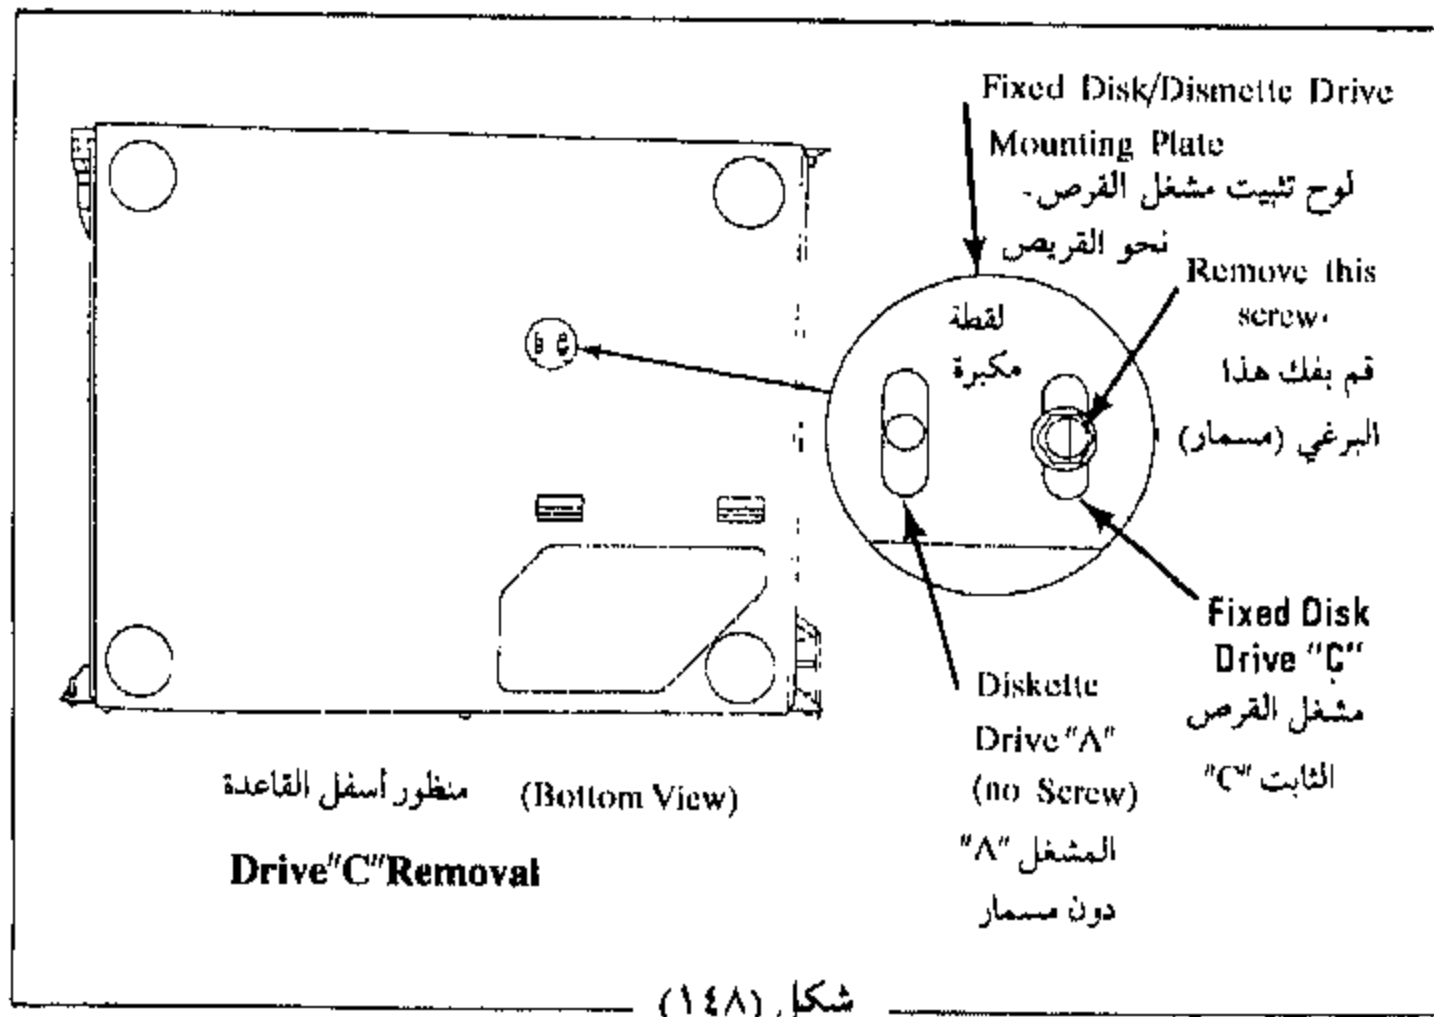 Fixed Disk/Dismette Drive
Mounting Plate
لوح تثبيت مشغل القرص -
نحو القريص
Remove this
screw.
قم بفك هذا
البرغي (مسمار)
لقطة
مكبرة
Fixed Disk
Drive "C"
مشغل القرص
الثابت "C"
Diskette
Drive "A"
(no Screw)
المشغل "A"
دون مسمار
منظور أسفل القاعدة (Bottom View)
Drive "C" Removal
شكل (١٤٨)